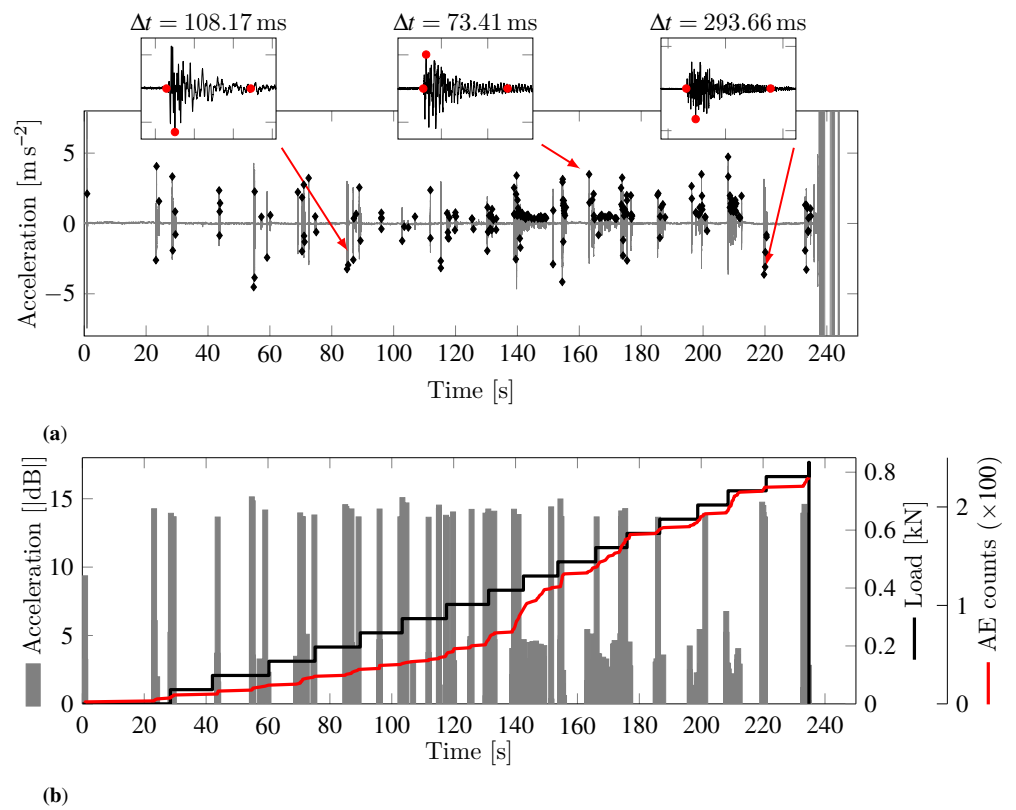 Δt = 108.17 ms
Δt = 73.41 ms
Δt = 293.66 ms
Acceleration [m s⁻²]
5
0
−5
0 20 40 60 80 100 120 140 160 180 200 220 240
Time [s]
(a)
Acceleration [|dB|]
15
10
5
0
0 20 40 60 80 100 120 140 160 180 200 220 240
Time [s]
0.8
0.6
0.4
0.2
0
Load [kN]
2
1
0
AE counts (×100)
(b)